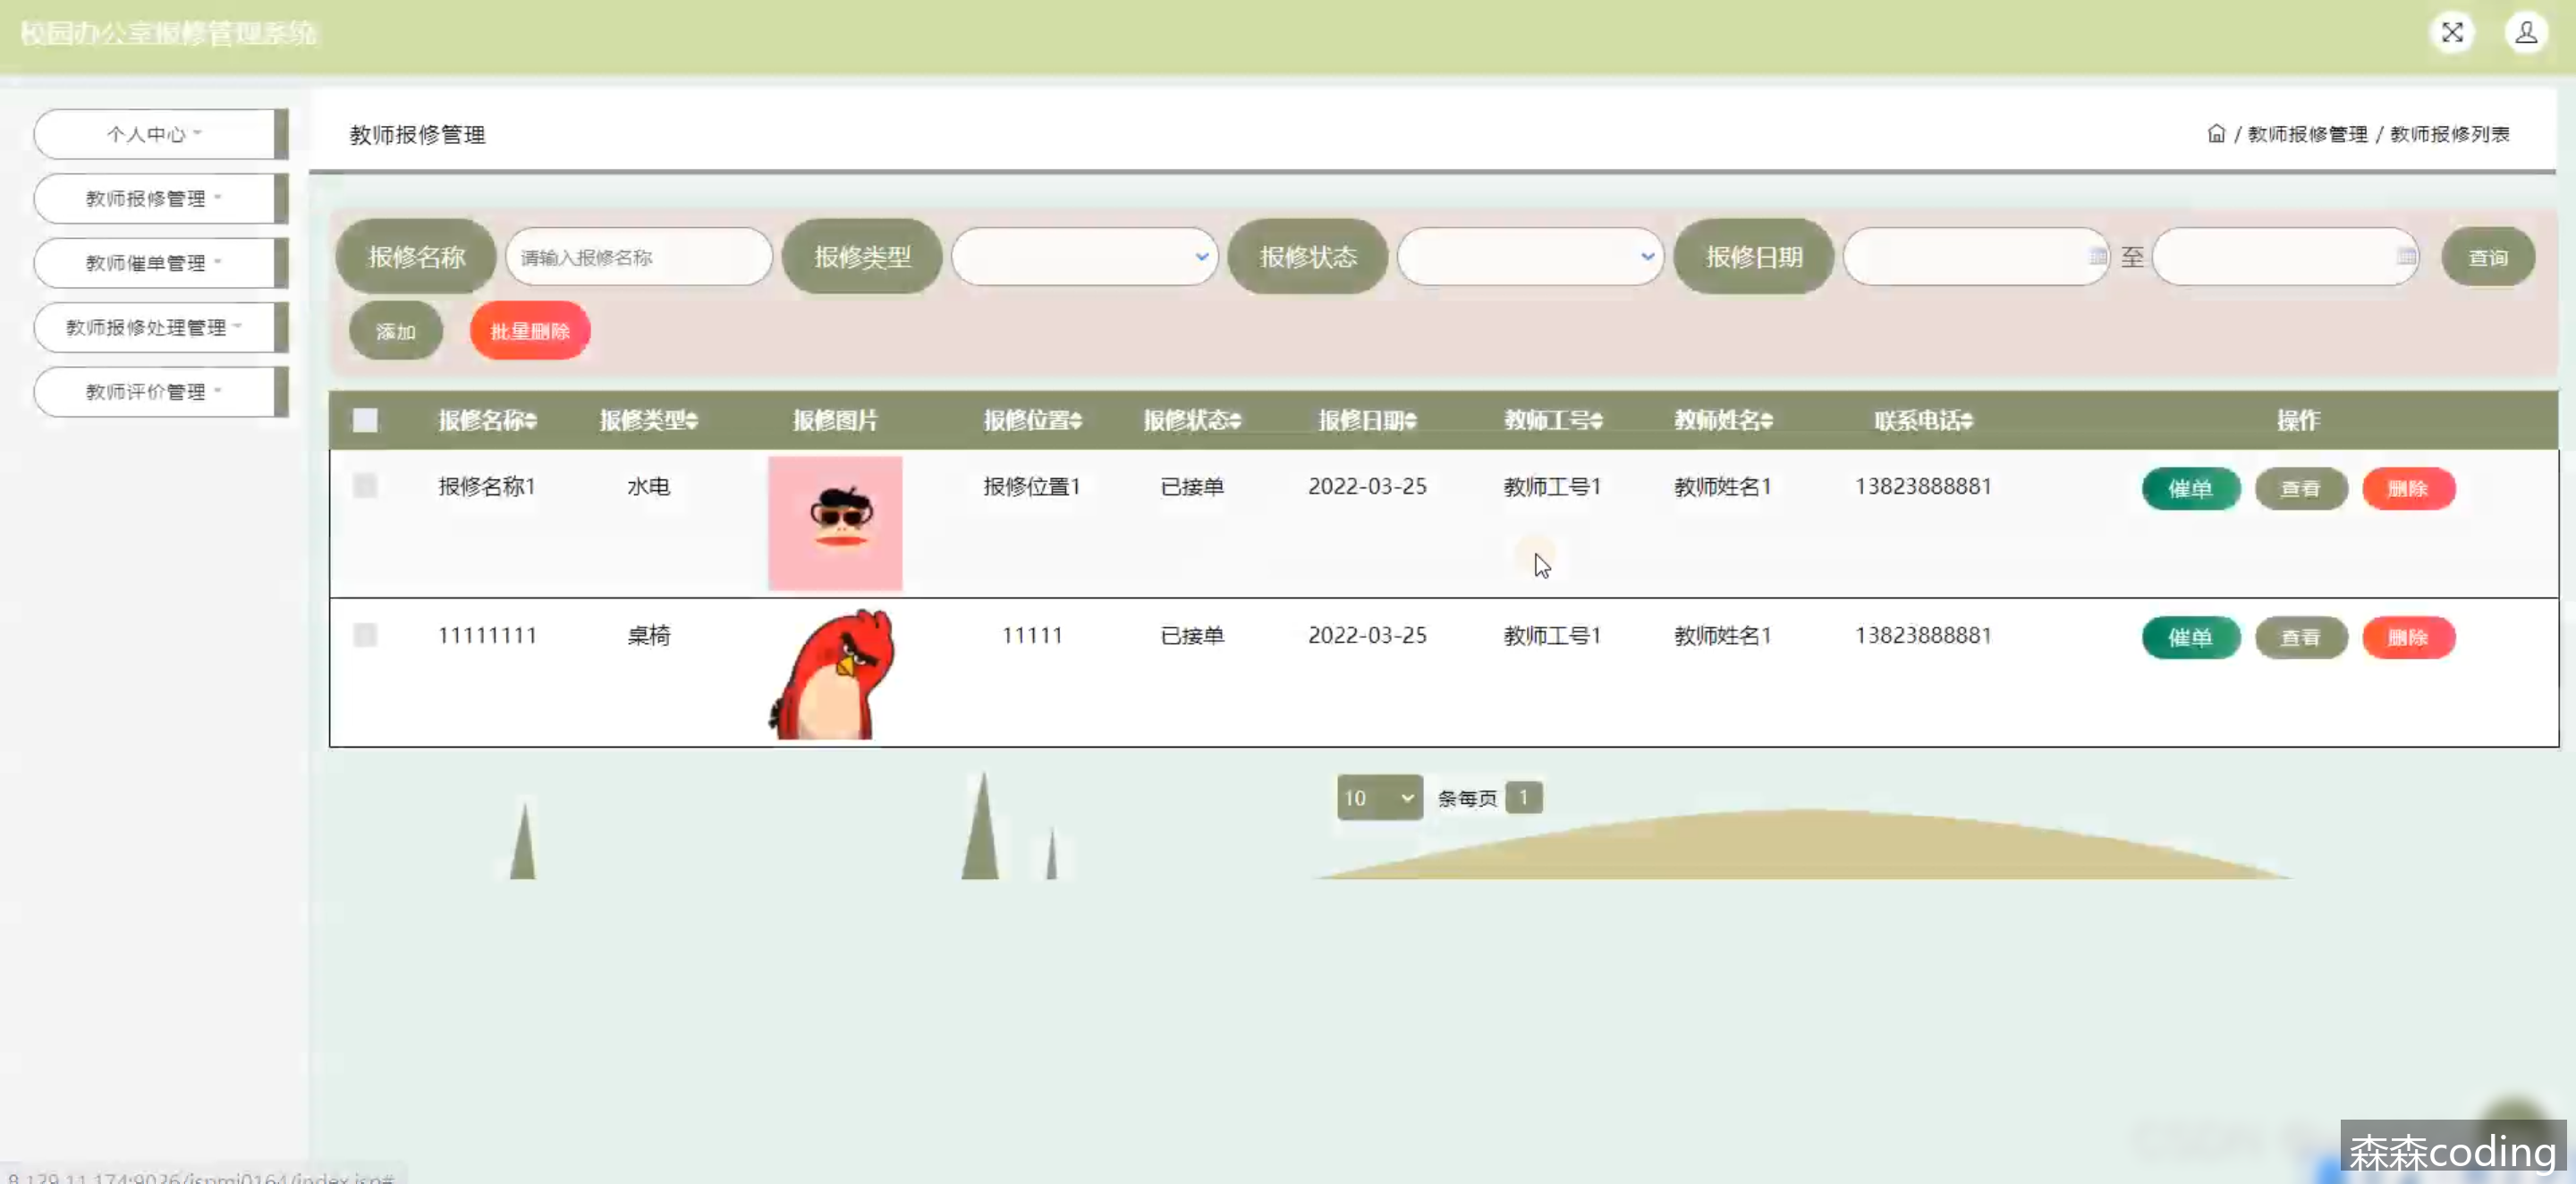 校园办公室报修管理系统
个人中心
教师报修管理
教师催单管理
教师报修处理管理
教师评价管理
教师报修管理
/ 教师报修管理 / 教师报修列表
报修名称 请输入报修名称 报修类型 报修状态 报修日期 至 查询
添加 批量删除
报修名称 报修类型 报修图片 报修位置 报修状态 报修日期 教师工号 教师姓名 联系电话 操作
报修名称1 水电 报修位置1 已接单 2022-03-25 教师工号1 教师姓名1 13823888881 催单 查看 删除
11111111 桌椅 11111 已接单 2022-03-25 教师工号1 教师姓名1 13823888881 催单 查看 删除
10 条每页 1
森森coding